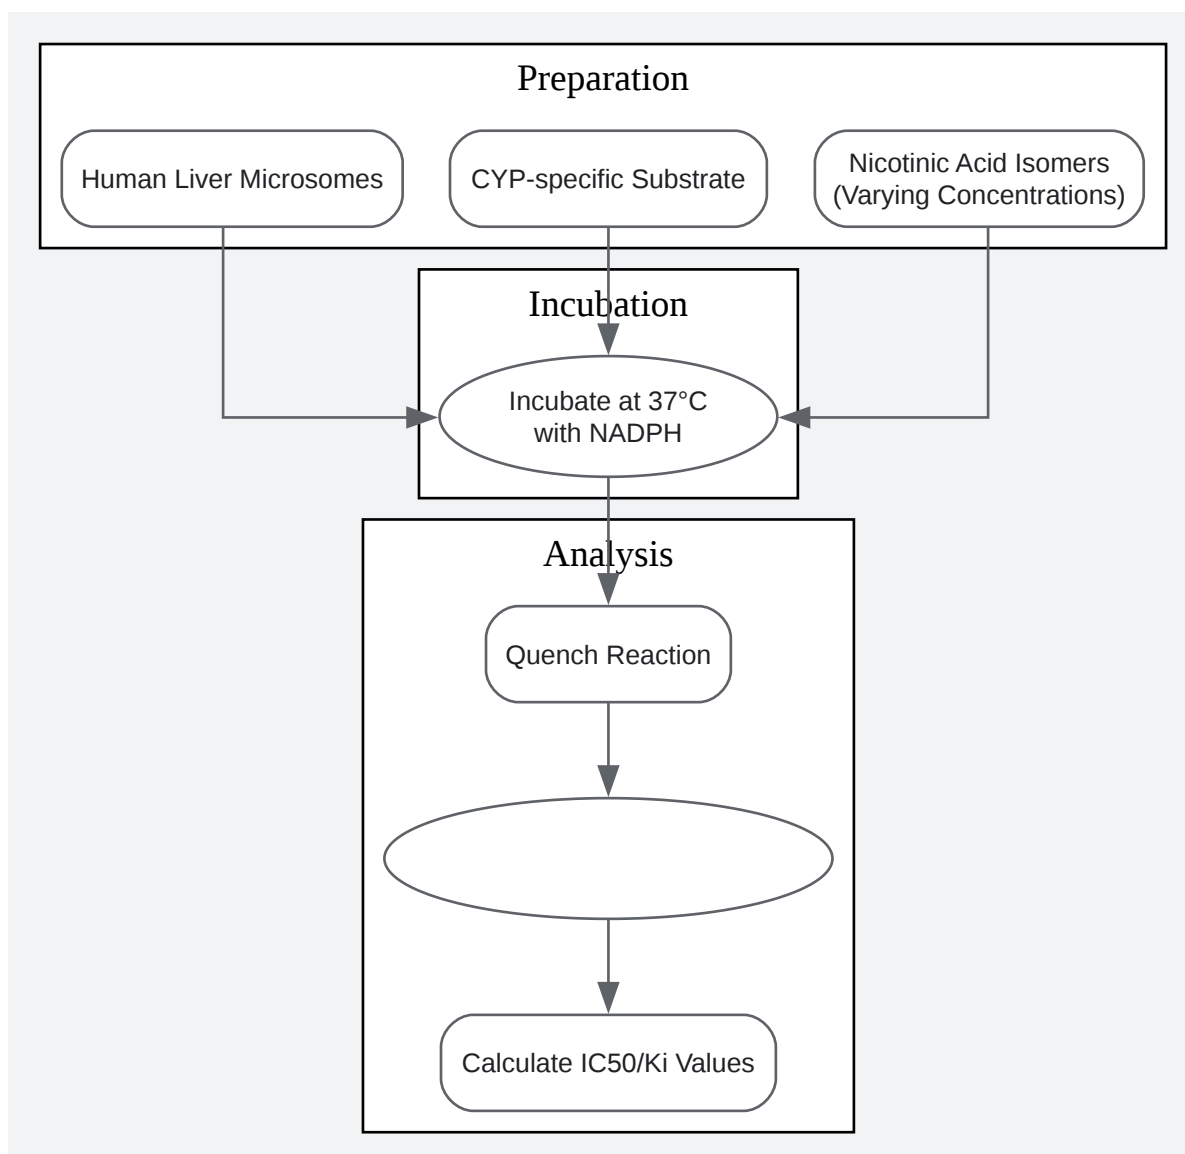 Preparation
Human Liver Microsomes
CYP-specific Substrate
Nicotinic Acid Isomers
(Varying Concentrations)
Incubation
Incubate at 37°C
with NADPH
Analysis
Quench Reaction
Calculate IC50/Ki Values